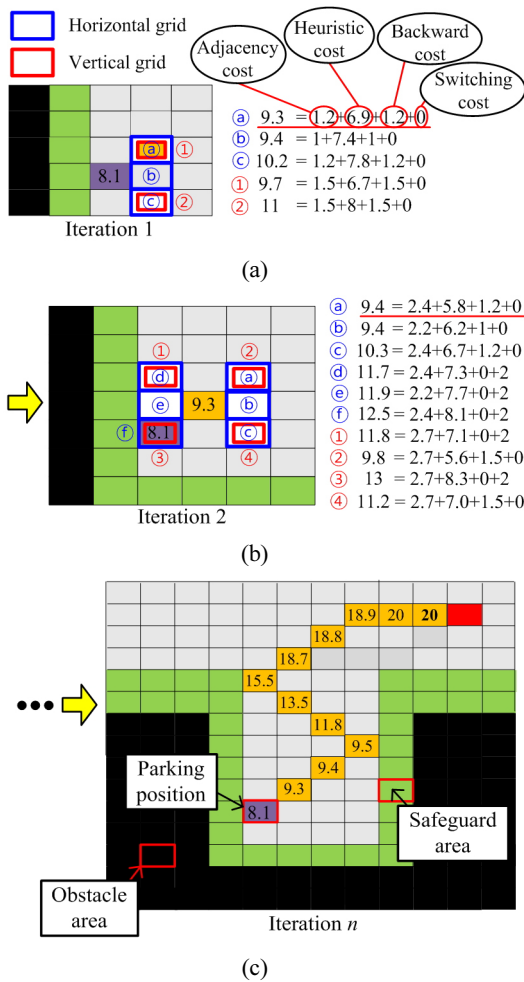 Horizontal grid
Vertical grid
Adjacency cost
Heuristic cost
Backward cost
Switching cost
ⓐ 9.3 = 1.2+6.9+1.2+0
ⓑ 9.4 = 1+7.4+1+0
ⓒ 10.2 = 1.2+7.8+1.2+0
① 9.7 = 1.5+6.7+1.5+0
② 11 = 1.5+8+1.5+0
ⓐ ①
8.1 ⓑ
ⓒ ②
Iteration 1
(a)
ⓐ 9.4 = 2.4+5.8+1.2+0
ⓑ 9.4 = 2.2+6.2+1+0
ⓒ 10.3 = 2.4+6.7+1.2+0
ⓓ 11.7 = 2.4+7.3+0+2
ⓔ 11.9 = 2.2+7.7+0+2
ⓕ 12.5 = 2.4+8.1+0+2
① 11.8 = 2.7+7.1+0+2
② 9.8 = 2.7+5.6+1.5+0
③ 13 = 2.7+8.3+0+2
④ 11.2 = 2.7+7.0+1.5+0
① ②
ⓓ ⓐ
ⓔ 9.3 ⓑ
ⓕ 8.1 ⓒ
③ ④
Iteration 2
(b)
18.9 20 20
18.8
18.7
15.5
13.5
11.8
9.5
9.4
9.3
8.1
Parking position
Safeguard area
Obstacle area
Iteration n
(c)